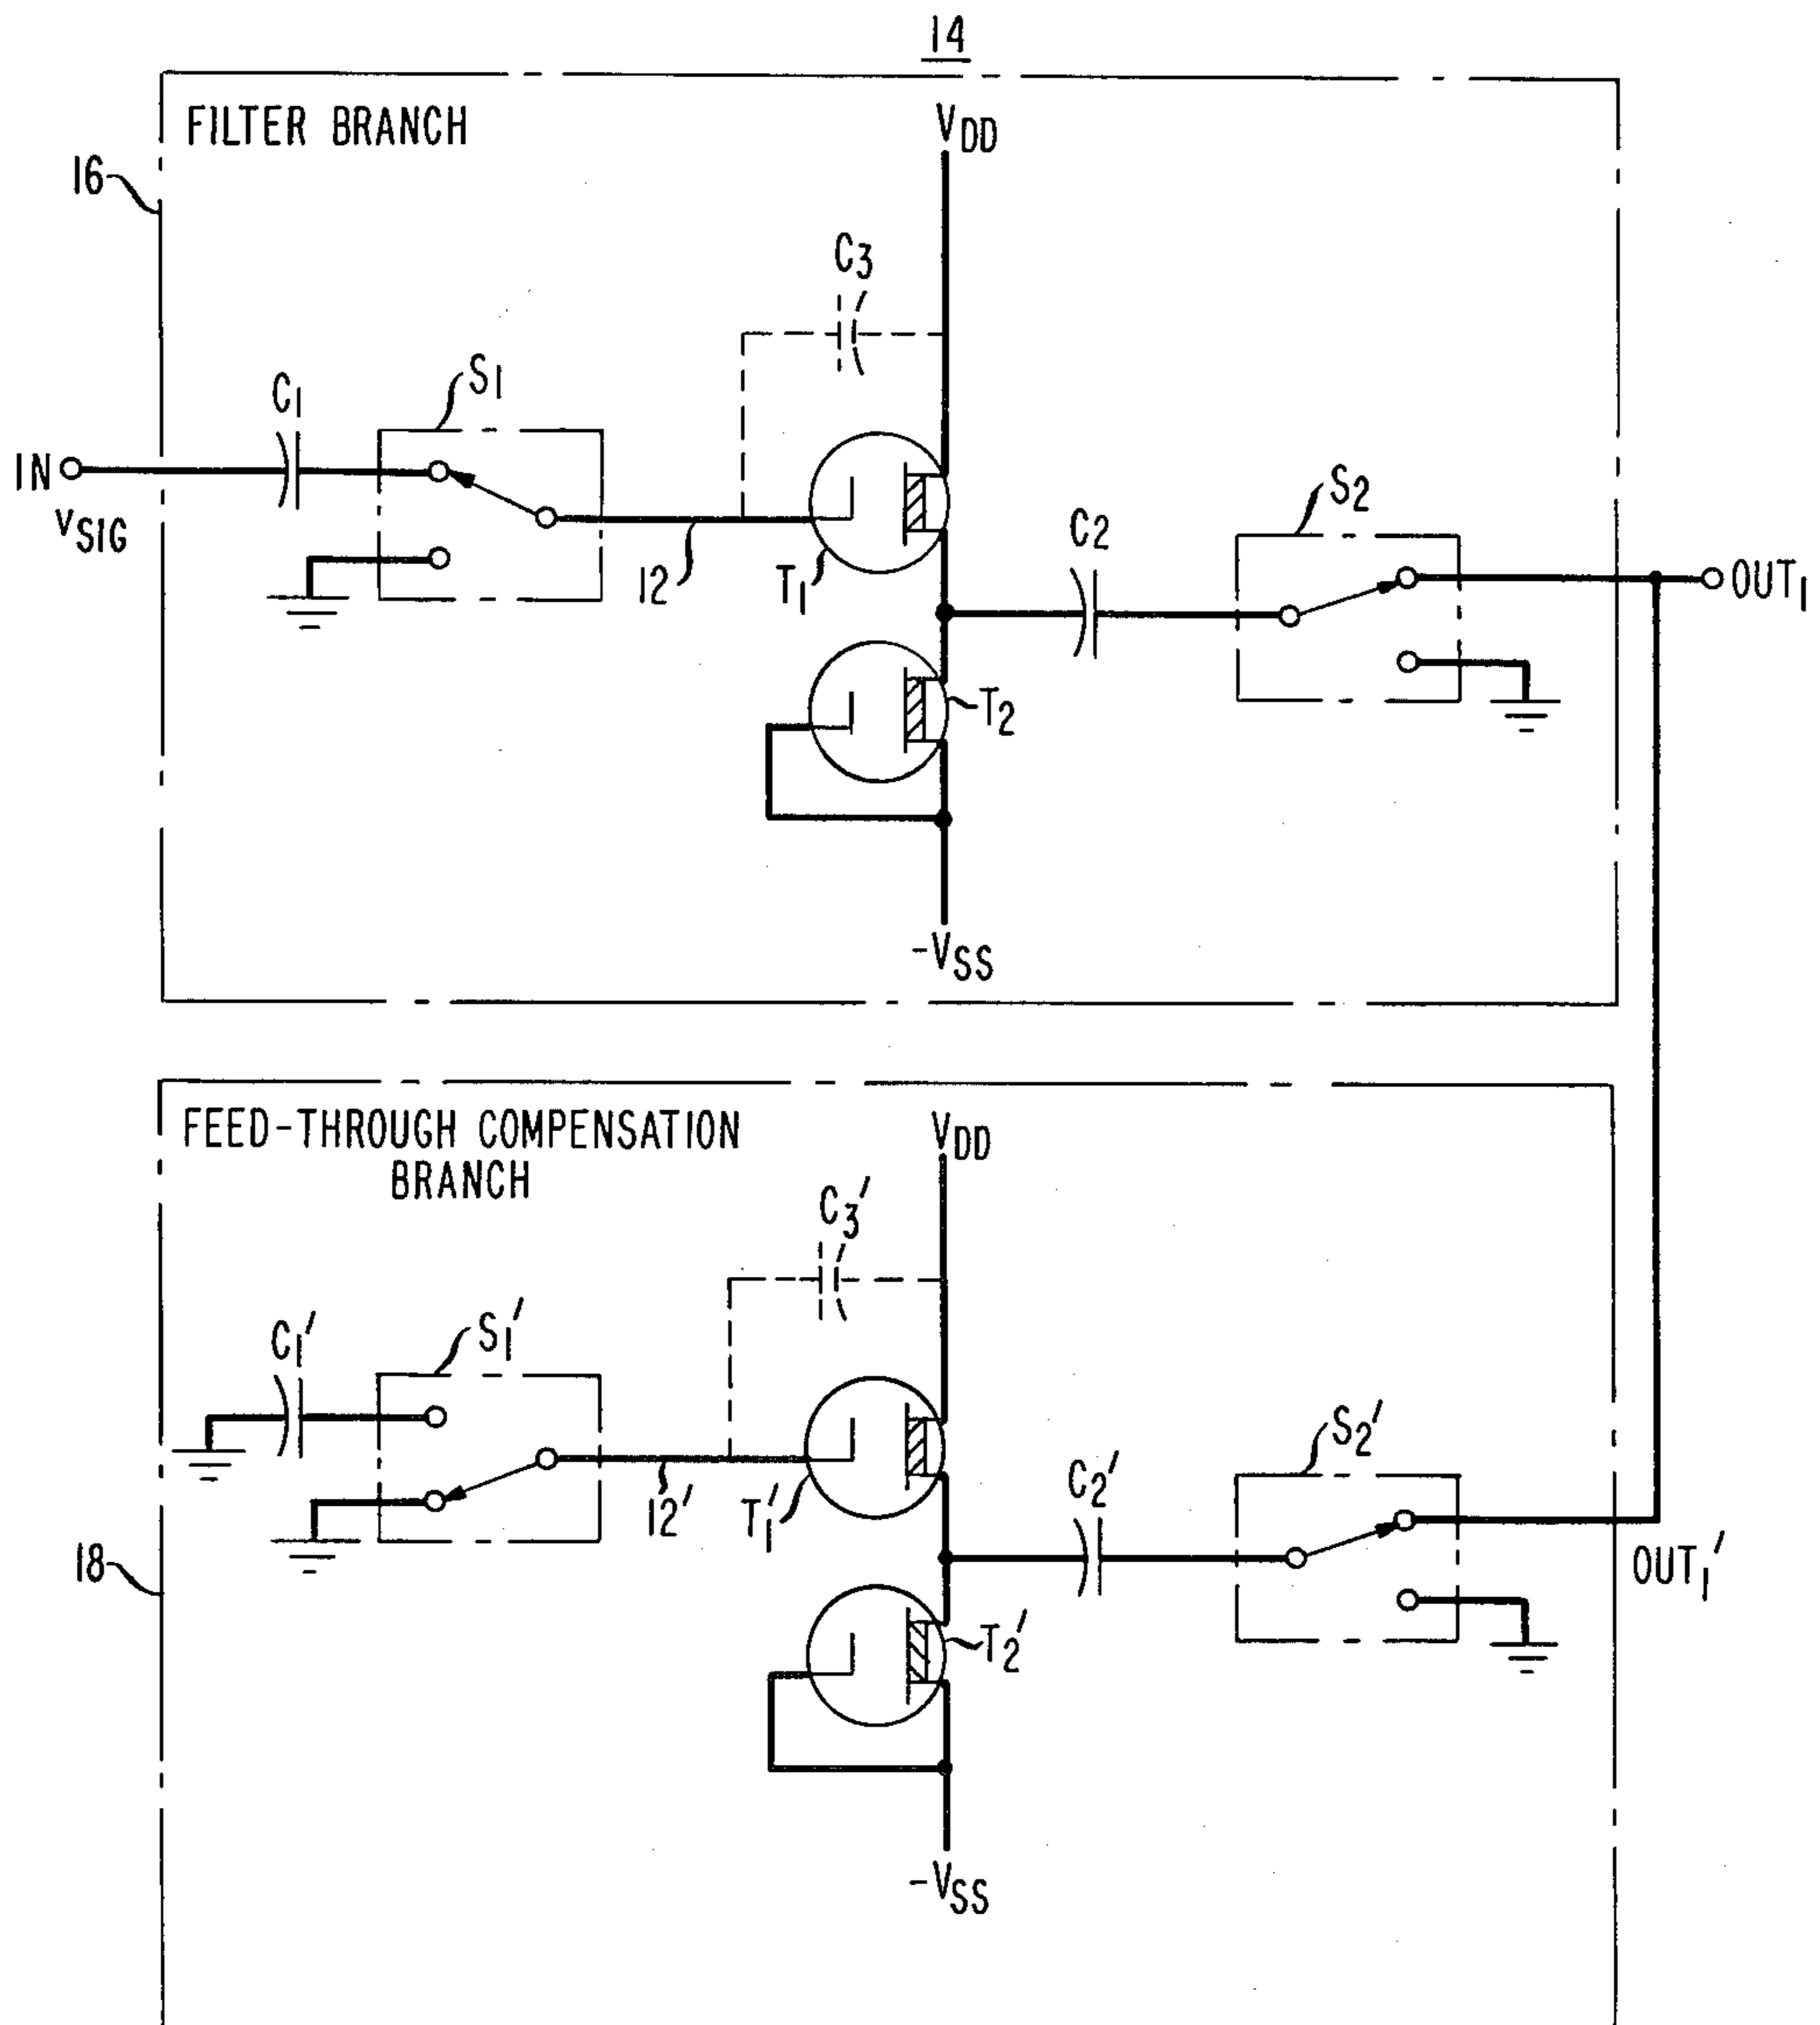 14
FILTER BRANCH
16
VDD
C3
C1
S1
IN
vSIG
12
T1
C2
S2
OUT1
T2
-VSS
FEED-THROUGH COMPENSATION
BRANCH
VDD
C3'
C1'
S1'
12'
T1'
C2'
S2'
OUT1'
18
T2'
-VSS